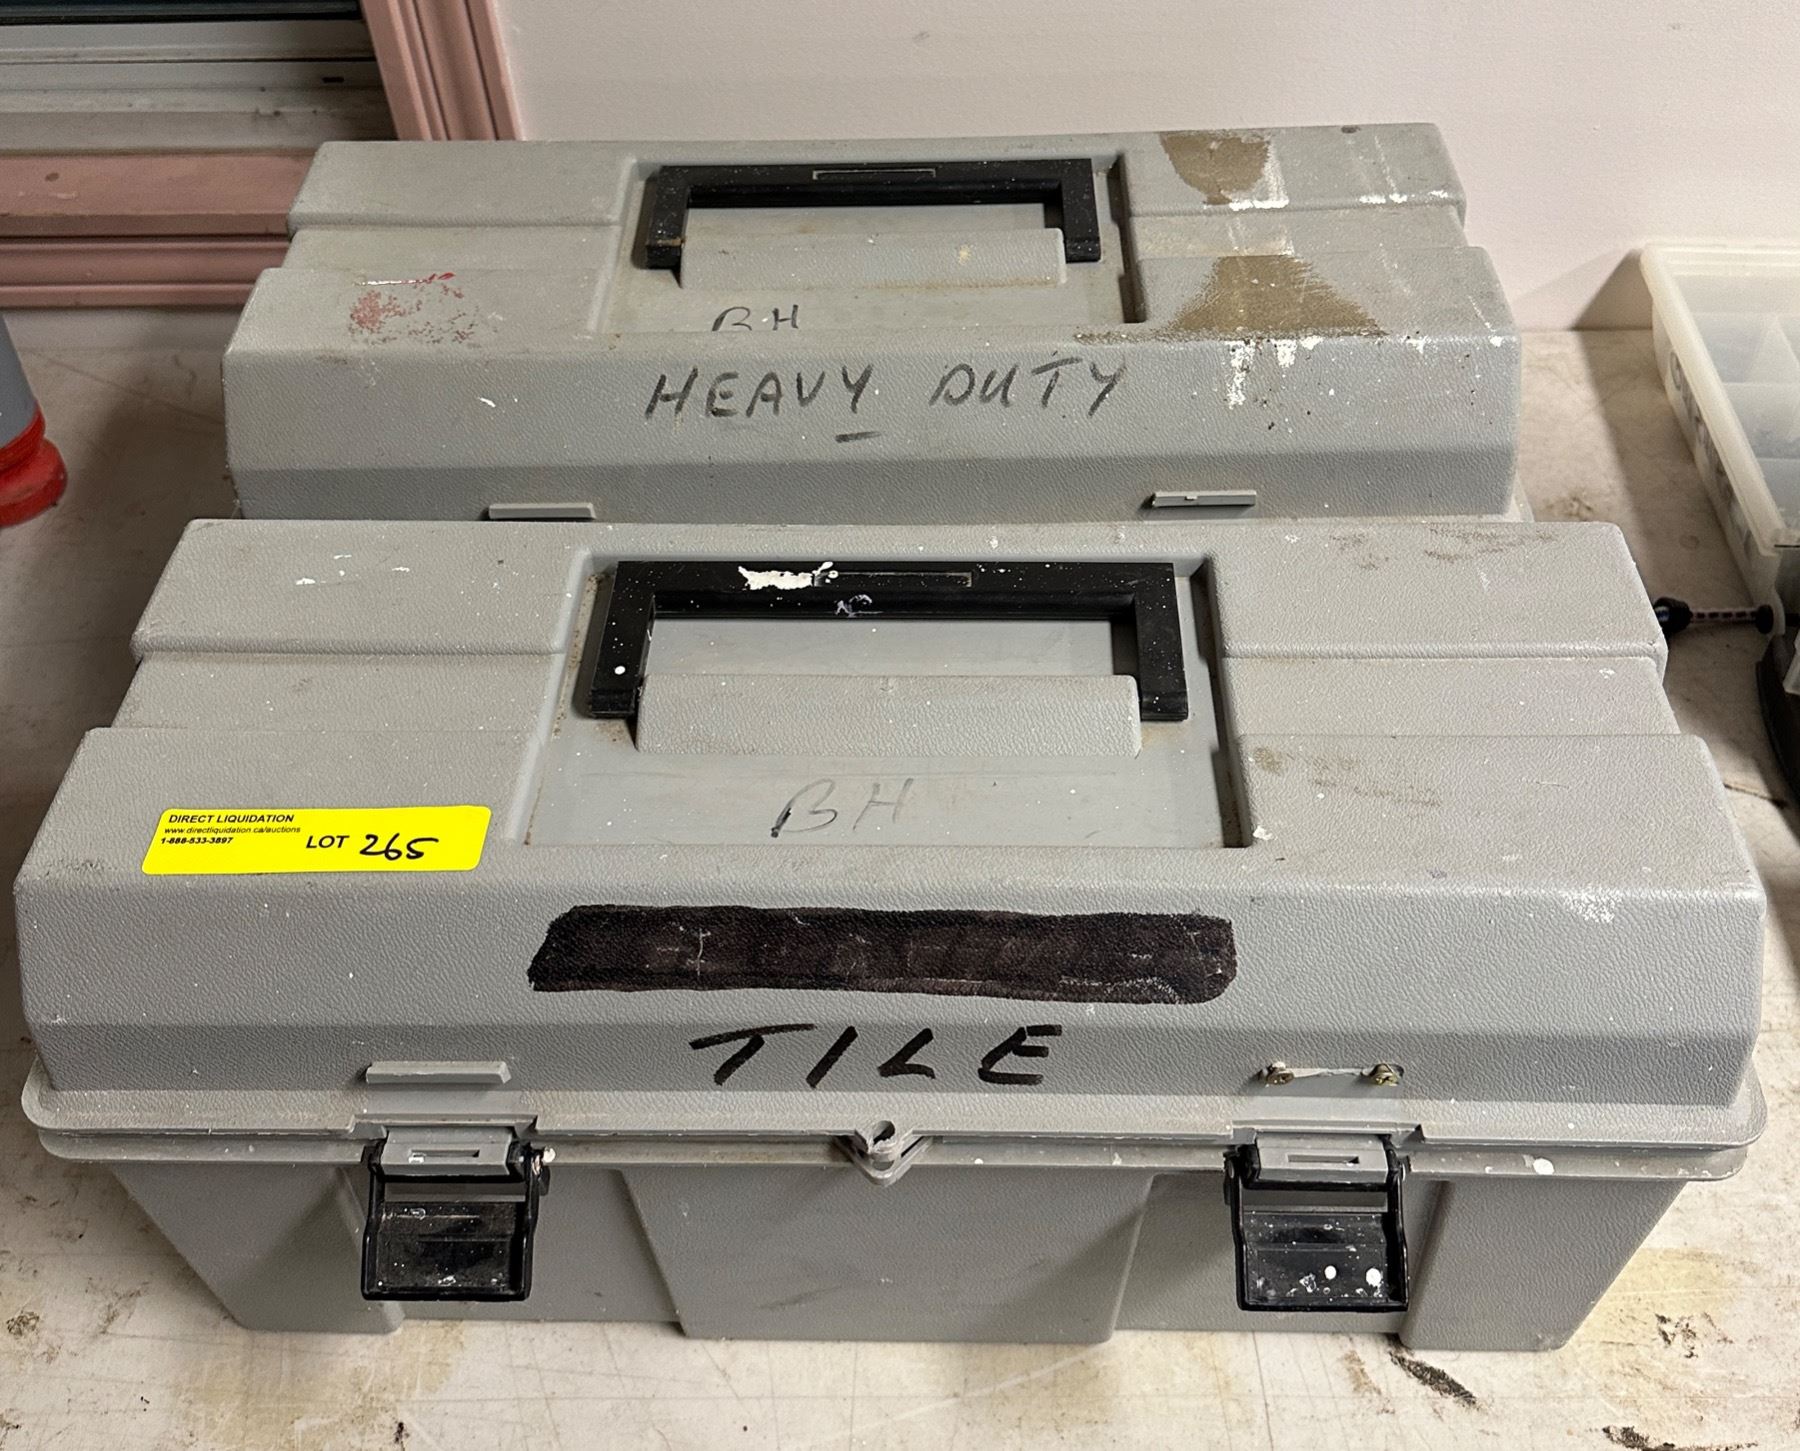 BH
HEAVY DUTY
BH
DIRECT LIQUIDATION
www.directliquidation.ca/auctions
1-888-533-3897
LOT 265
TILE